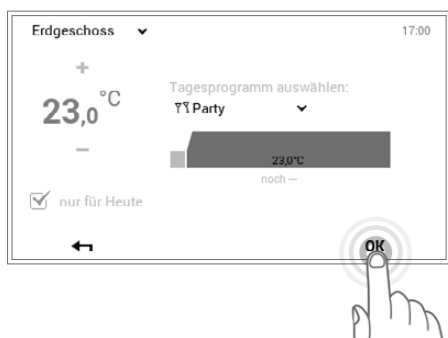 Erdgeschoss
17:00
+
23,0 °C
−
Tagesprogramm auswählen:
Party
23,0°C
noch --
nur für Heute
OK